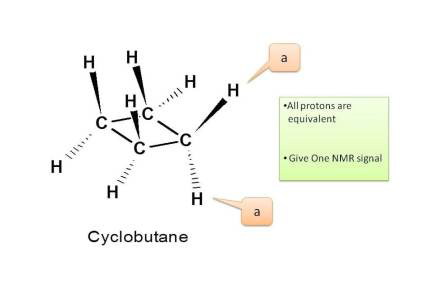 H
H
H
H
H
C
C
C
C
H
H
H
a
a
•All protons are
equivalent
•Give One NMR signal
Cyclobutane